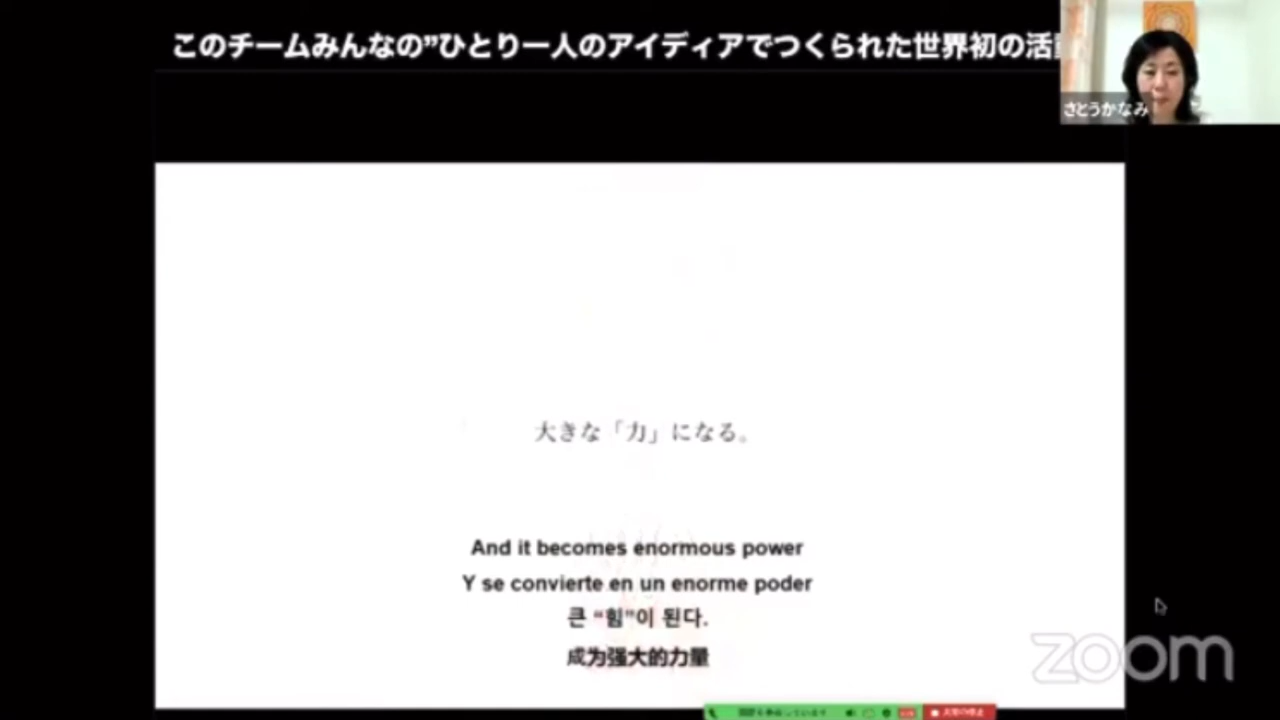 このチームみんなの”ひとり一人のアイディアでつくられた世界初の活
さとうかなみ
大きな「力」になる。
And it becomes enormous power
Y se convierte en un enorme poder
큰 “힘”이 된다.
成为强大的力量
zoom